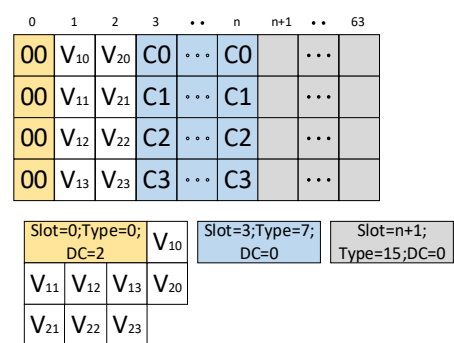 0 1 2 3 •• n n+1 •• 63
00 V10 V20 C0 ∘∘∘ C0 •••
00 V11 V21 C1 ∘∘∘ C1 •••
00 V12 V22 C2 ∘∘∘ C2 •••
00 V13 V23 C3 ∘∘∘ C3 •••
Slot=0;Type=0;
DC=2
V10
V11 V12 V13 V20
V21 V22 V23
Slot=3;Type=7;
DC=0
Slot=n+1;
Type=15;DC=0